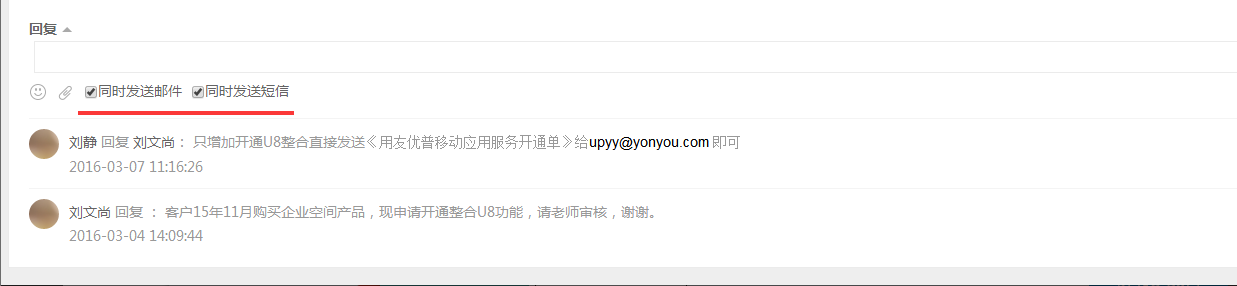 回复
同时发送邮件 同时发送短信
刘静 回复 刘文尚： 只增加开通U8整合直接发送《用友优普移动应用服务开通单》给upyy@yonyou.com 即可
2016-03-07 11:16:26
刘文尚 回复 ： 客户15年11月购买企业空间产品，现申请开通整合U8功能，请老师审核，谢谢。
2016-03-04 14:09:44